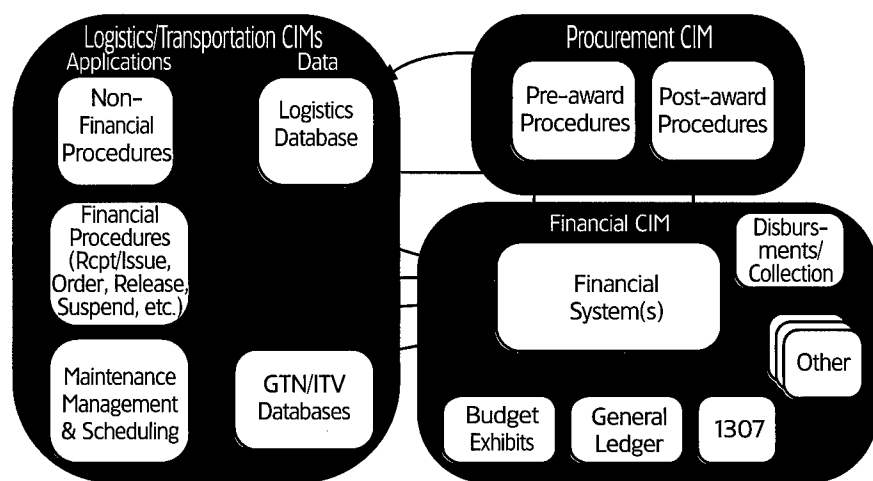 Logistics/Transportation CIMs
Applications
Data
Non-
Financial
Procedures
Logistics
Database
Financial
Procedures
(Rcpt/Issue,
Order, Release,
Suspend, etc.)
Maintenance
Management
& Scheduling
GTN/ITV
Databases
Procurement CIM
Pre-award
Procedures
Post-award
Procedures
Financial CIM
Financial
System(s)
Disburs-
ments/
Collection
Other
Budget
Exhibits
General
Ledger
1307